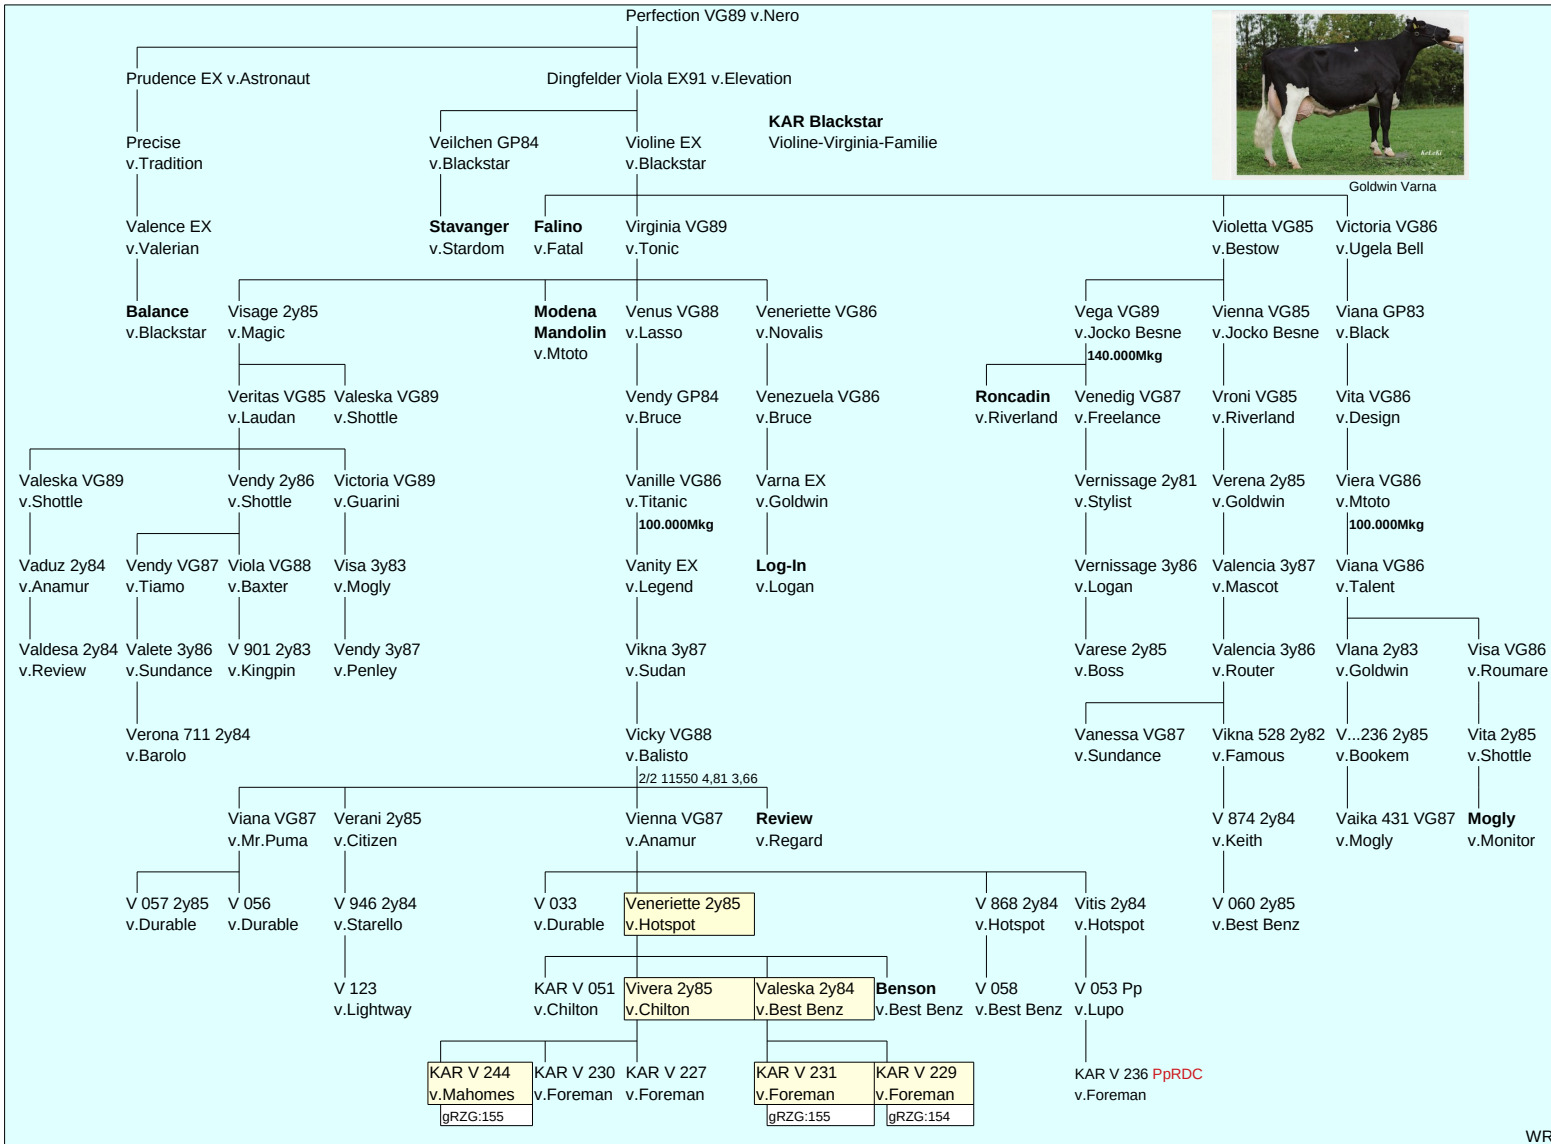 Perfection VG89 v.Nero
Prudence EX v.Astronaut
Dingfelder Viola EX91 v.Elevation
KAR Blackstar
Violine-Virginia-Familie
Precise
v.Tradition
Veilchen GP84
v.Blackstar
Violine EX
v.Blackstar
KeLeKi
Goldwin Varna
Valence EX
v.Valerian
Stavanger
v.Stardom
Falino
v.Fatal
Virginia VG89
v.Tonic
Violetta VG85
v.Bestow
Victoria VG86
v.Ugela Bell
Balance
v.Blackstar
Visage 2y85
v.Magic
Modena
Mandolin
v.Mtoto
Venus VG88
v.Lasso
Veneriette VG86
v.Novalis
Vega VG89
v.Jocko Besne
140.000Mkg
Vienna VG85
v.Jocko Besne
Viana GP83
v.Black
Veritas VG85
v.Laudan
Valeska VG89
v.Shottle
Vendy GP84
v.Bruce
Venezuela VG86
v.Bruce
Roncadin
v.Riverland
Venedig VG87
v.Freelance
Vroni VG85
v.Riverland
Vita VG86
v.Design
Valeska VG89
v.Shottle
Vendy 2y86
v.Shottle
Victoria VG89
v.Guarini
Vanille VG86
v.Titanic
100.000Mkg
Varna EX
v.Goldwin
Vernissage 2y81
v.Stylist
Verena 2y85
v.Goldwin
Viera VG86
v.Mtoto
100.000Mkg
Vaduz 2y84
v.Anamur
Vendy VG87
v.Tiamo
Viola VG88
v.Baxter
Visa 3y83
v.Mogly
Vanity EX
v.Legend
Log-In
v.Logan
Vernissage 3y86
v.Logan
Valencia 3y87
v.Mascot
Viana VG86
v.Talent
Valdesa 2y84
v.Review
Valete 3y86
v.Sundance
V 901 2y83
v.Kingpin
Vendy 3y87
v.Penley
Vikna 3y87
v.Sudan
Varese 2y85
v.Boss
Valencia 3y86
v.Router
VIana 2y83
v.Goldwin
Visa VG86
v.Roumare
Verona 711 2y84
v.Barolo
Vicky VG88
v.Balisto
2/2 11550 4,81 3,66
Vanessa VG87
v.Sundance
Vikna 528 2y82
v.Famous
V...236 2y85
v.Bookem
Vita 2y85
v.Shottle
Viana VG87
v.Mr.Puma
Verani 2y85
v.Citizen
Vienna VG87
v.Anamur
Review
v.Regard
V 874 2y84
v.Keith
Vaika 431 VG87
v.Mogly
Mogly
v.Monitor
V 057 2y85
v.Durable
V 056
v.Durable
V 946 2y84
v.Starello
V 033
v.Durable
Veneriette 2y85
v.Hotspot
V 868 2y84
v.Hotspot
Vitis 2y84
v.Hotspot
V 060 2y85
v.Best Benz
V 123
v.Lightway
KAR V 051
v.Chilton
Vivera 2y85
v.Chilton
Valeska 2y84
v.Best Benz
Benson
v.Best Benz
V 058
v.Best Benz
V 053 Pp
v.Lupo
KAR V 244
v.Mahomes
gRZG:155
KAR V 230
v.Foreman
KAR V 227
v.Foreman
KAR V 231
v.Foreman
gRZG:155
KAR V 229
v.Foreman
gRZG:154
KAR V 236 PpRDC
v.Foreman
WR